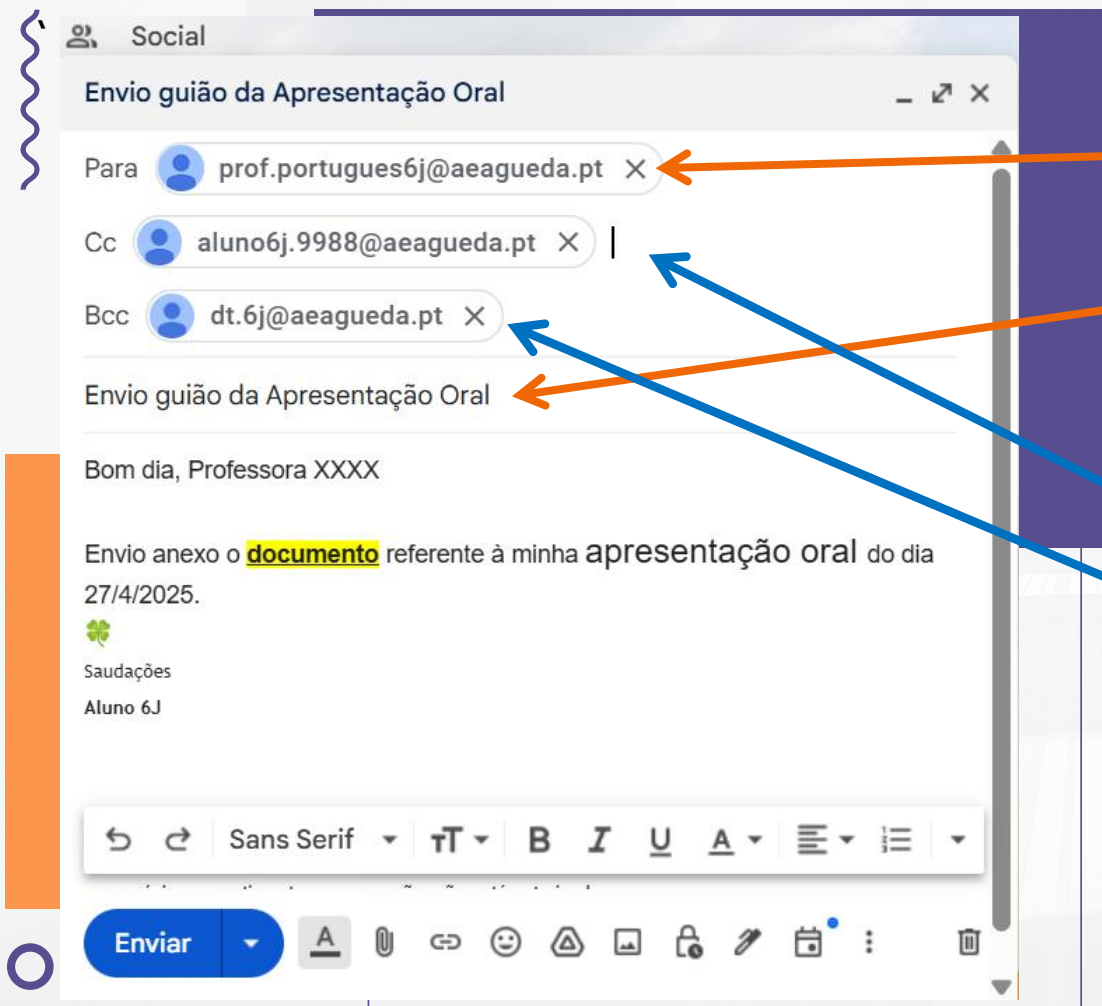 Social
Envio guião da Apresentação Oral
Para prof.portugues6j@aeagueda.pt
Cc aluno6j.9988@aeagueda.pt
Bcc dt.6j@aeagueda.pt
Envio guião da Apresentação Oral
Bom dia, Professora XXXX
Envio anexo o documento referente à minha apresentação oral do dia
27/4/2025.
Saudações
Aluno 6J
Sans Serif B I U A
Enviar A